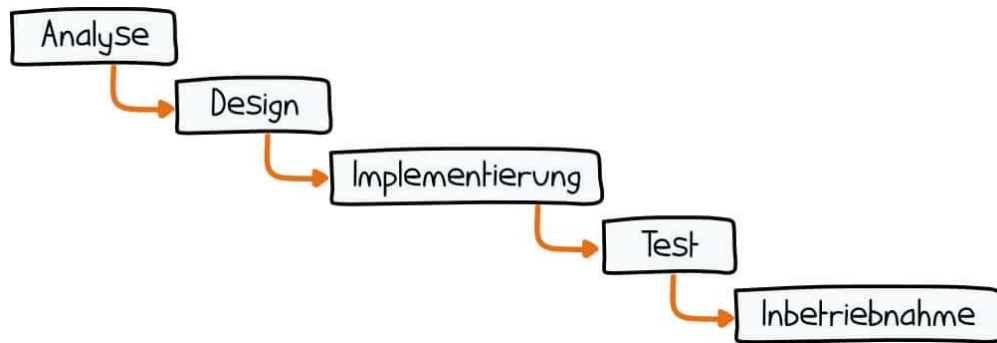 Analyse
Design
Implementierung
Test
Inbetriebnahme